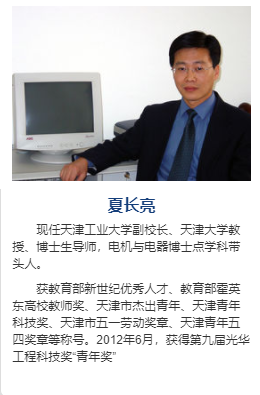 夏长亮
现任天津工业大学副校长、天津大学教
授、博士生导师，电机与电器博士点学科带
头人。
获教育部新世纪优秀人才、教育部霍英
东高校教师奖、天津市杰出青年、天津青年
科技奖、天津市五一劳动奖章、天津青年五
四奖章等称号。2012年6月，获得第九届光华
工程科技奖“青年奖”